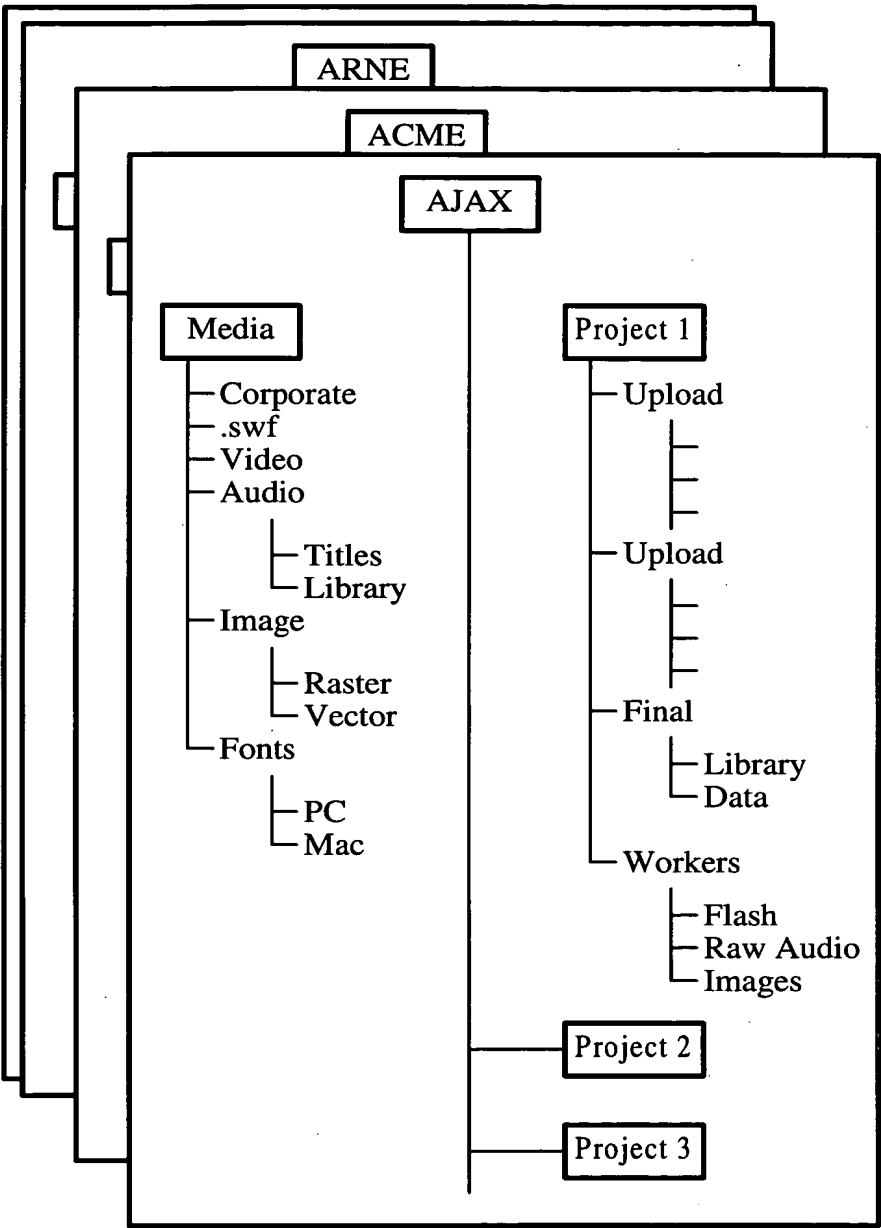 ARNE
ACME
AJAX
Media
Corporate
.swf
Video
Audio
Titles
Library
Image
Raster
Vector
Fonts
PC
Mac
Project 1
Upload
Upload
Final
Library
Data
Workers
Flash
Raw Audio
Images
Project 2
Project 3